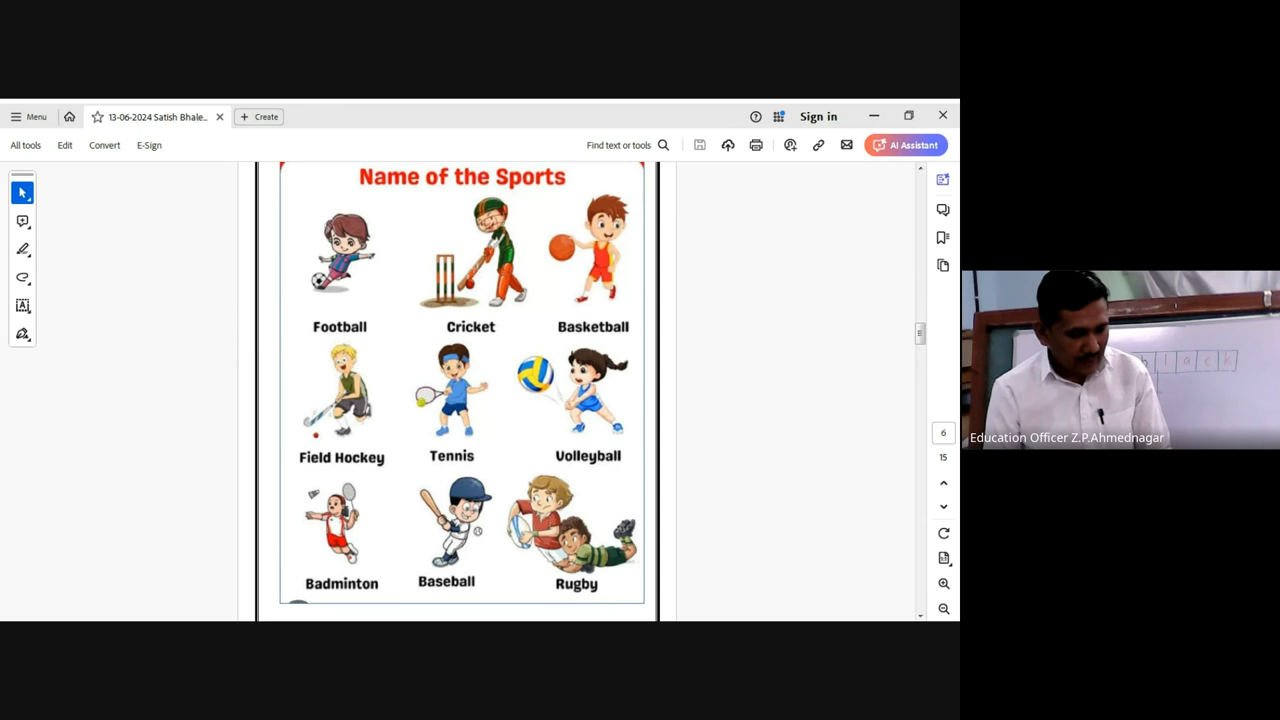 Menu
13-06-2024 Satish Bhale...
Create
Sign in
All tools
Edit
Convert
E-Sign
Find text or tools
AI Assistant
Name of the Sports
Football
Cricket
Basketball
Field Hockey
Tennis
Volleyball
Badminton
Baseball
Rugby
6
15
b l a c k
Education Officer Z.P.Ahmednagar